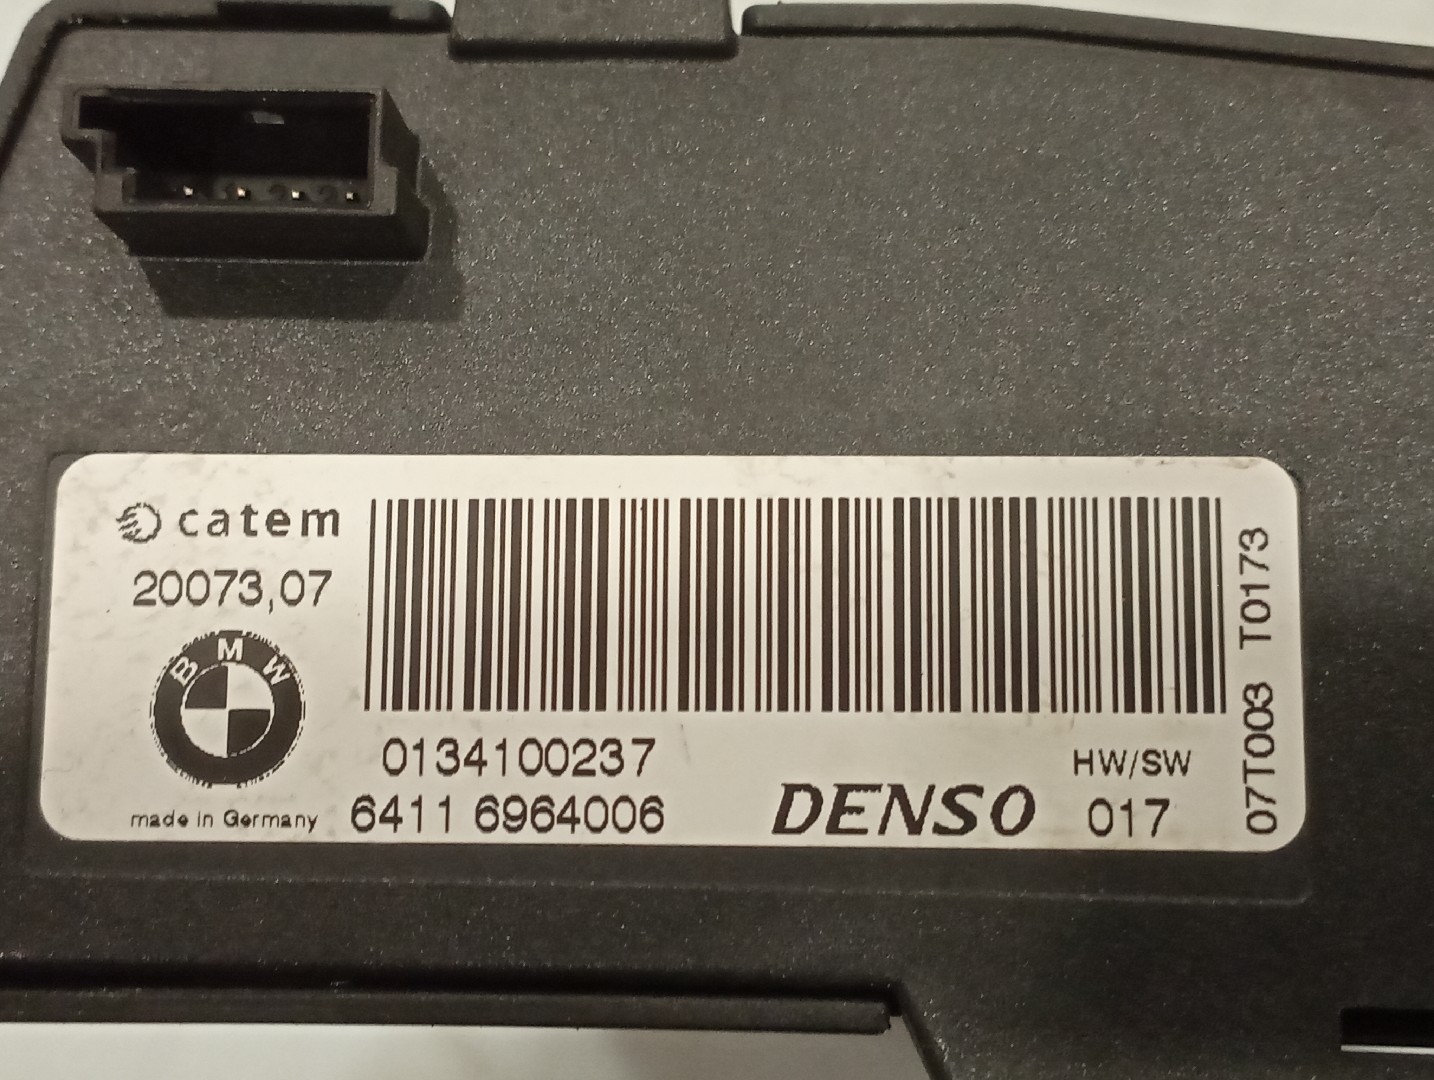 catem
20073,07
BMW
made in Germany
0134100237
6411 6964006
DENSO
HW/SW
017
07T003 T0173